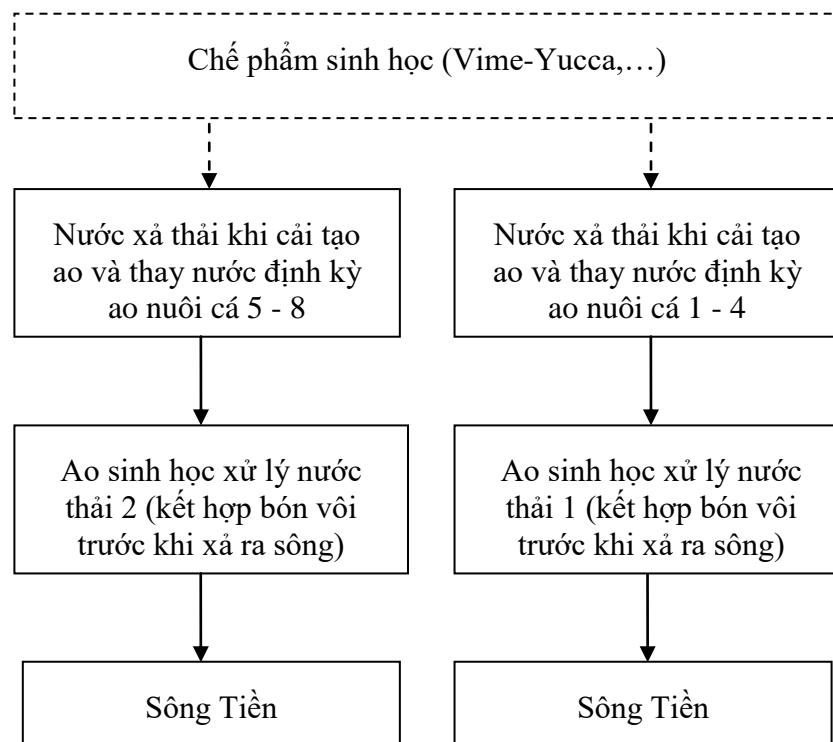 Chế phẩm sinh học (Vime-Yucca,…)
Nước xả thải khi cải tạo
ao và thay nước định kỳ
ao nuôi cá 5 - 8
Nước xả thải khi cải tạo
ao và thay nước định kỳ
ao nuôi cá 1 - 4
Ao sinh học xử lý nước
thải 2 (kết hợp bón vôi
trước khi xả ra sông)
Ao sinh học xử lý nước
thải 1 (kết hợp bón vôi
trước khi xả ra sông)
Sông Tiền
Sông Tiền